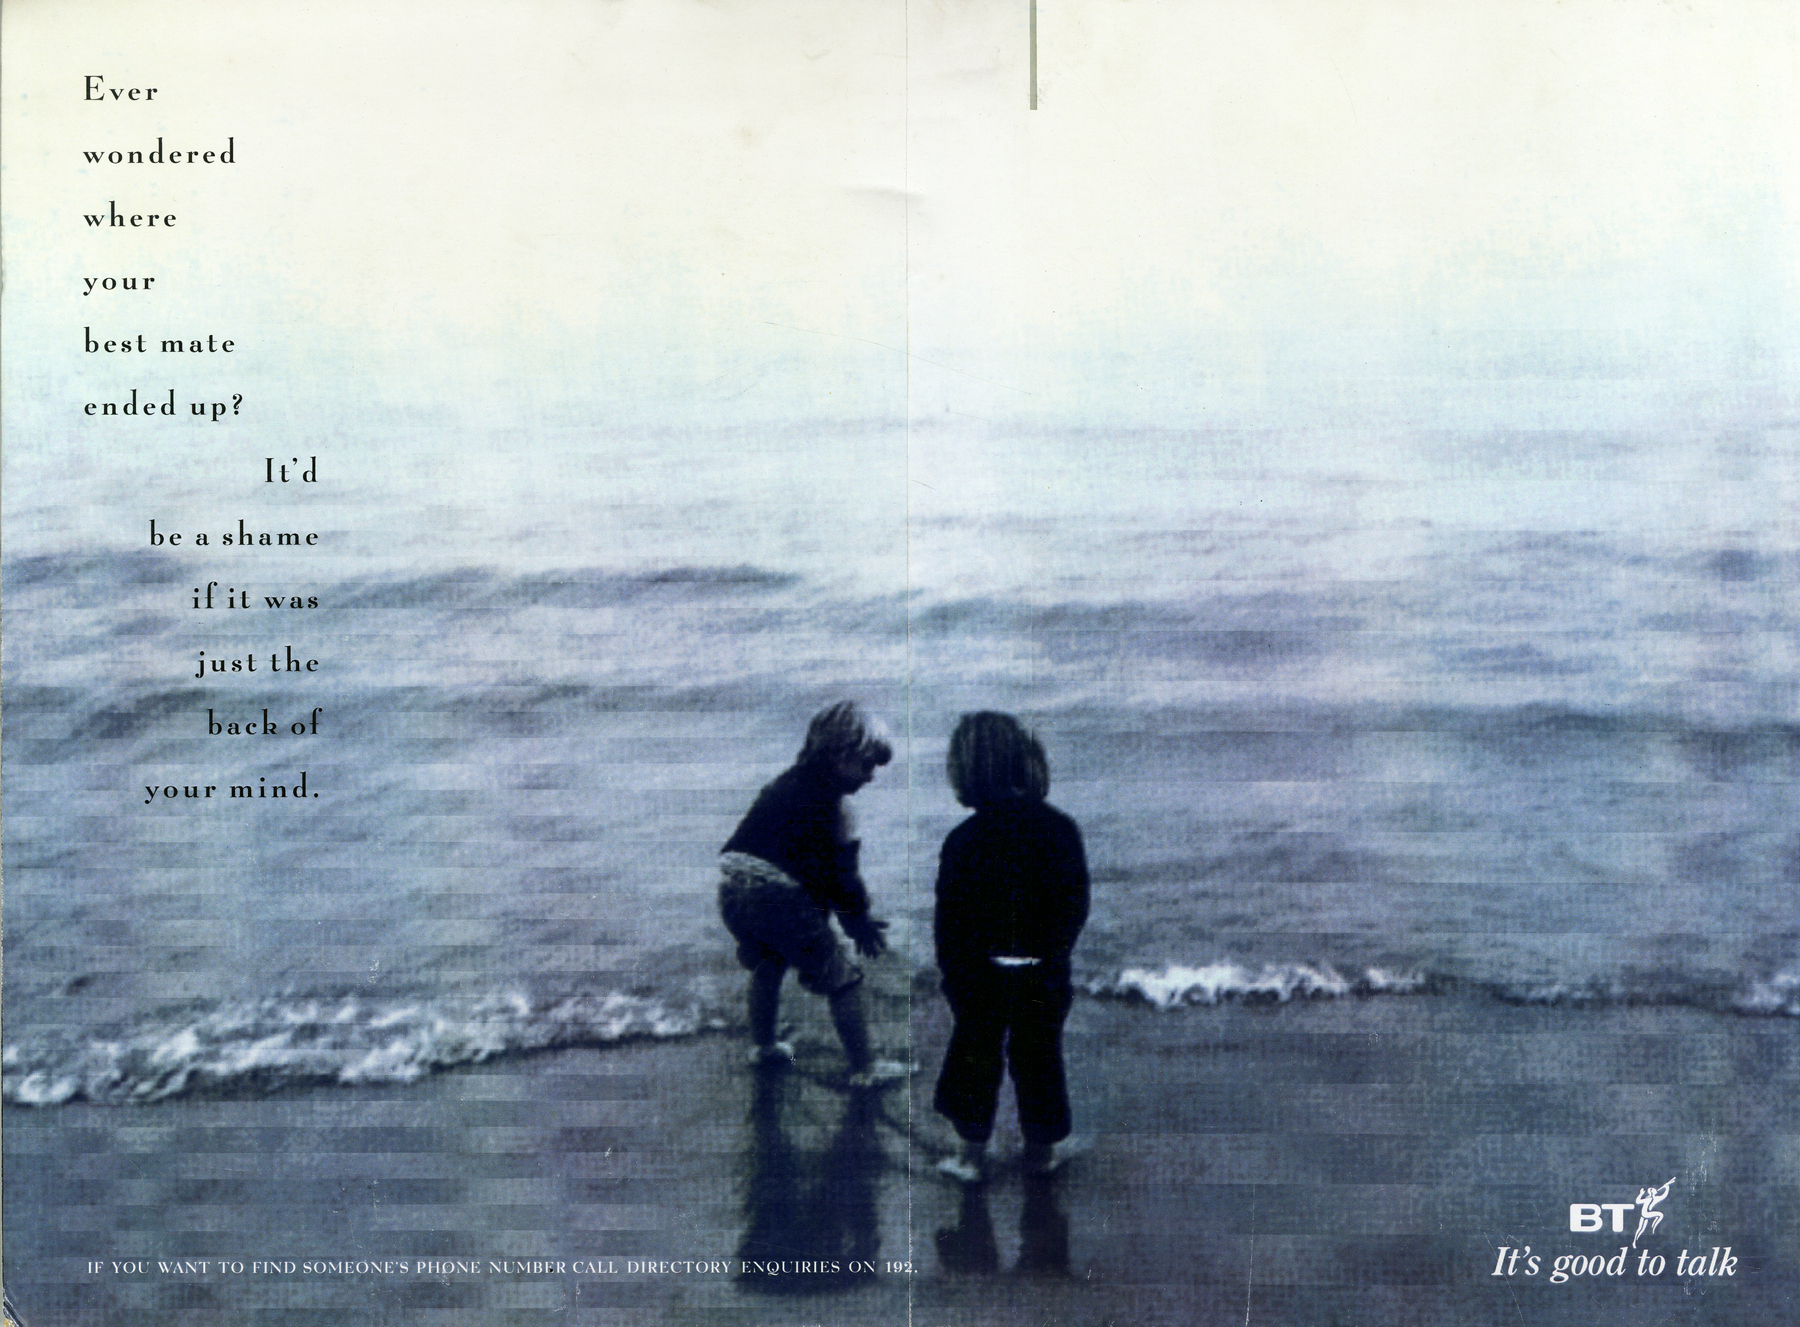 Ever
wondered
where
your
best mate
ended up?
It'd
be a shame
if it was
just the
back of
your mind.
IF YOU WANT TO FIND SOMEONE'S PHONE NUMBER CALL DIRECTORY ENQUIRIES ON 192.
BT
It's good to talk